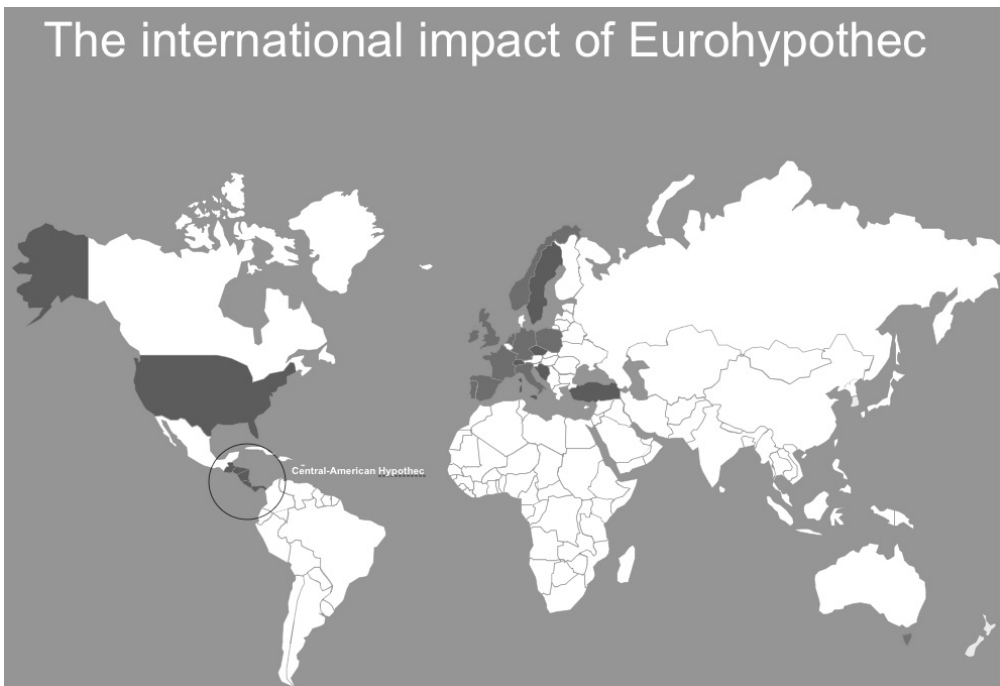 The international impact of Eurohypothec
Central-American Hypothec